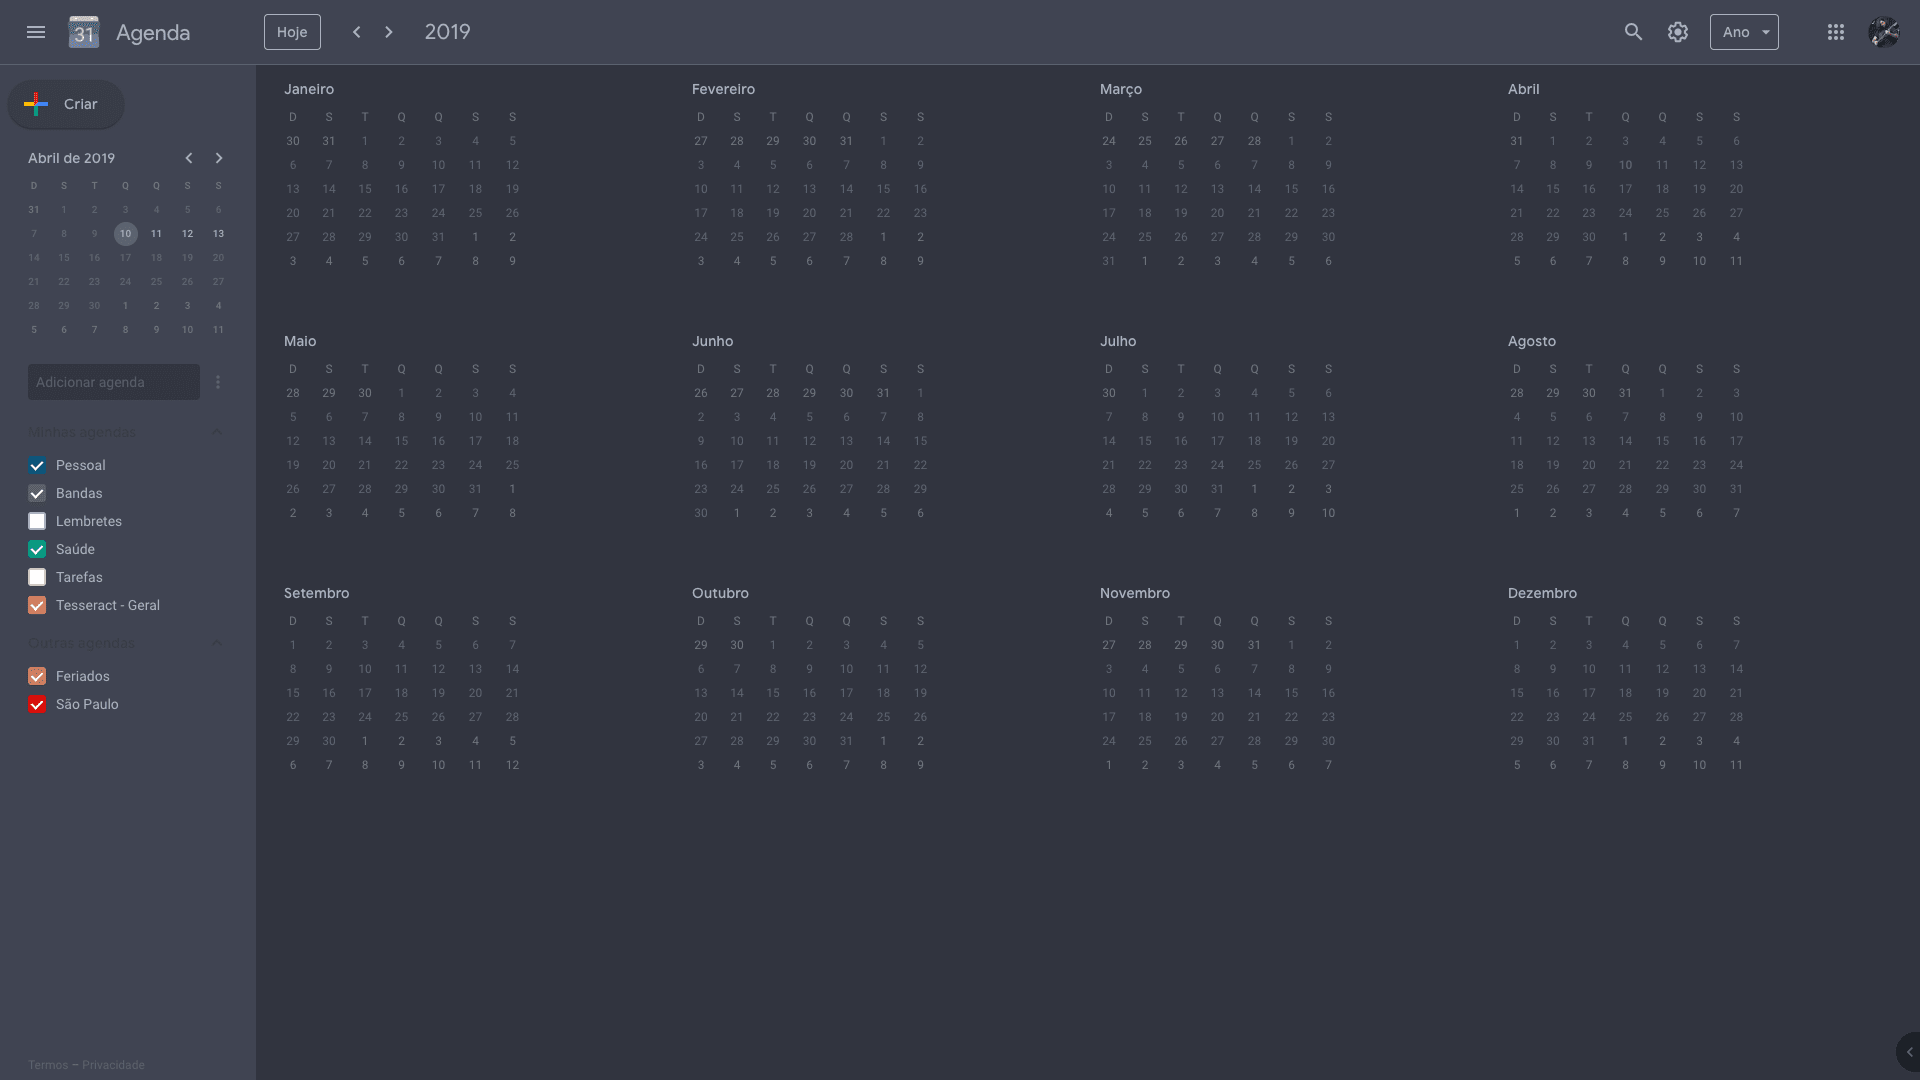 31 Agenda Hoje 2019 Ano
Criar
Abril de 2019
D S T Q Q S S
31 1 2 3 4 5 6
7 8 9 10 11 12 13
14 15 16 17 18 19 20
21 22 23 24 25 26 27
28 29 30 1 2 3 4
5 6 7 8 9 10 11
Adicionar agenda
Minhas agendas
Pessoal
Bandas
Lembretes
Saúde
Tarefas
Tesseract - Geral
Outras agendas
Feriados
São Paulo
Termos – Privacidade
Janeiro
D S T Q Q S S
30 31 1 2 3 4 5
6 7 8 9 10 11 12
13 14 15 16 17 18 19
20 21 22 23 24 25 26
27 28 29 30 31 1 2
3 4 5 6 7 8 9
Fevereiro
D S T Q Q S S
27 28 29 30 31 1 2
3 4 5 6 7 8 9
10 11 12 13 14 15 16
17 18 19 20 21 22 23
24 25 26 27 28 1 2
3 4 5 6 7 8 9
Março
D S T Q Q S S
24 25 26 27 28 1 2
3 4 5 6 7 8 9
10 11 12 13 14 15 16
17 18 19 20 21 22 23
24 25 26 27 28 29 30
31 1 2 3 4 5 6
Abril
D S T Q Q S S
31 1 2 3 4 5 6
7 8 9 10 11 12 13
14 15 16 17 18 19 20
21 22 23 24 25 26 27
28 29 30 1 2 3 4
5 6 7 8 9 10 11
Maio
D S T Q Q S S
28 29 30 1 2 3 4
5 6 7 8 9 10 11
12 13 14 15 16 17 18
19 20 21 22 23 24 25
26 27 28 29 30 31 1
2 3 4 5 6 7 8
Junho
D S T Q Q S S
26 27 28 29 30 31 1
2 3 4 5 6 7 8
9 10 11 12 13 14 15
16 17 18 19 20 21 22
23 24 25 26 27 28 29
30 1 2 3 4 5 6
Julho
D S T Q Q S S
30 1 2 3 4 5 6
7 8 9 10 11 12 13
14 15 16 17 18 19 20
21 22 23 24 25 26 27
28 29 30 31 1 2 3
4 5 6 7 8 9 10
Agosto
D S T Q Q S S
28 29 30 31 1 2 3
4 5 6 7 8 9 10
11 12 13 14 15 16 17
18 19 20 21 22 23 24
25 26 27 28 29 30 31
1 2 3 4 5 6 7
Setembro
D S T Q Q S S
1 2 3 4 5 6 7
8 9 10 11 12 13 14
15 16 17 18 19 20 21
22 23 24 25 26 27 28
29 30 1 2 3 4 5
6 7 8 9 10 11 12
Outubro
D S T Q Q S S
29 30 1 2 3 4 5
6 7 8 9 10 11 12
13 14 15 16 17 18 19
20 21 22 23 24 25 26
27 28 29 30 31 1 2
3 4 5 6 7 8 9
Novembro
D S T Q Q S S
27 28 29 30 31 1 2
3 4 5 6 7 8 9
10 11 12 13 14 15 16
17 18 19 20 21 22 23
24 25 26 27 28 29 30
1 2 3 4 5 6 7
Dezembro
D S T Q Q S S
1 2 3 4 5 6 7
8 9 10 11 12 13 14
15 16 17 18 19 20 21
22 23 24 25 26 27 28
29 30 31 1 2 3 4
5 6 7 8 9 10 11